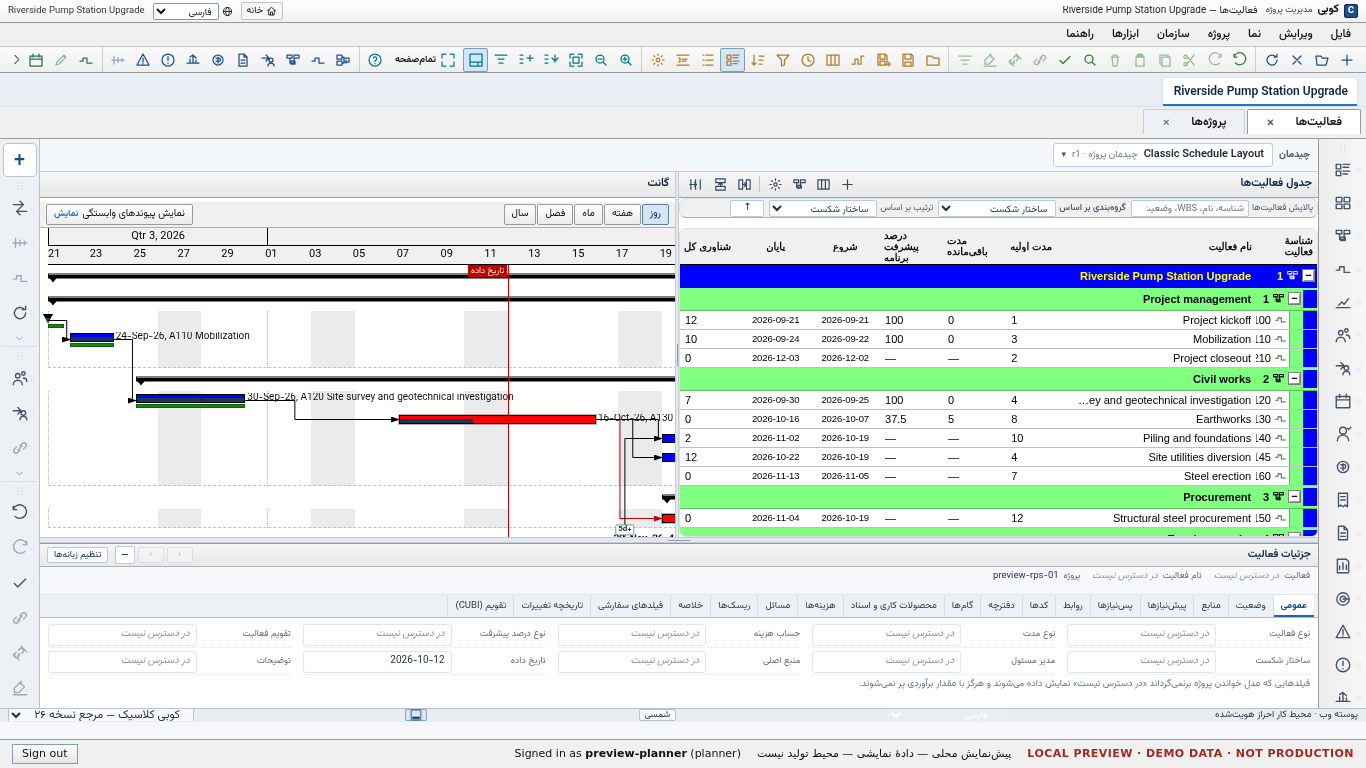 کوبی مدیریت پروژه فعالیت‌ها — Riverside Pump Station Upgrade
خانه فارسی Riverside Pump Station Upgrade
فایل ویرایش نما پروژه سازمان ابزارها راهنما
تمام‌صفحه
Riverside Pump Station Upgrade
فعالیت‌ها × پروژه‌ها ×
چیدمان Classic Schedule Layout چیدمان پروژه · r1
جدول فعالیت‌ها
پالایش فعالیت‌ها شناسه، نام، WBS، وضعید گروه‌بندی بر اساس ساختار شکست ترتیب بر اساس ساختار شکست ↑
شناسهٔ فعالیت نام فعالیت مدت اولیه مدت باقی‌مانده درصد پیشرفت برنامه شروع پایان شناوری کل
1 Riverside Pump Station Upgrade
1 Project management
100 Project kickoff 1 0 100 2026-09-21 2026-09-21 12
110 Mobilization 3 0 100 2026-09-22 2026-09-24 10
210 Project closeout 2 — — 2026-12-02 2026-12-03 0
2 Civil works
120 …ey and geotechnical investigation 4 0 100 2026-09-25 2026-09-30 7
130 Earthworks 8 5 37.5 2026-10-07 2026-10-16 0
140 Piling and foundations 10 — — 2026-10-19 2026-11-02 2
145 Site utilities diversion 4 — — 2026-10-19 2026-10-22 12
160 Steel erection 7 — — 2026-11-05 2026-11-13 0
3 Procurement
150 Structural steel procurement 12 — — 2026-10-19 2026-11-04 0
گانت
روز هفته ماه فصل سال نمایش پیوندهای وابستگی نمایش
Qtr 3, 2026
21 23 25 27 29 01 03 05 07 09 11 13 15 17 19
تاریخ داده
24-Sep-26, A110 Mobilization
30-Sep-26, A120 Site survey and geotechnical investigation
16-Oct-26, A130
5d+
جزئیات فعالیت تنظیم زبانه‌ها
فعالیت در دسترس نیست نام فعالیت در دسترس نیست پروژه preview-rps-01
عمومی وضعیت منابع پیش‌نیازها پس‌نیازها روابط کدها دفترچه گام‌ها محصولات کاری و اسناد هزینه‌ها مسائل ریسک‌ها خلاصه فیلدهای سفارشی تاریخچه تغییرات تقویم (CUBI)
نوع فعالیت در دسترس نیست نوع مدت در دسترس نیست حساب هزینه در دسترس نیست نوع درصد پیشرفت در دسترس نیست تقویم فعالیت در دسترس نیست
ساختار شکست در دسترس نیست مدیر مسئول در دسترس نیست منبع اصلی در دسترس نیست تاریخ داده 2026-10-12 توضیحات در دسترس نیست
فیلدهایی که مدل خواندن پروژه برنمی‌گرداند «در دسترس نیست» نمایش داده می‌شوند و هرگز با مقدار برآوردی پر نمی‌شوند.
پوسته وب · محیط کار احراز هویت‌شده فارسی شمسی کوبی کلاسیک — مرجع نسخه ۲۶
LOCAL PREVIEW · DEMO DATA · NOT PRODUCTION پیش‌نمایش محلی — دادهٔ نمایشی — محیط تولید نیست Signed in as preview-planner (planner) Sign out